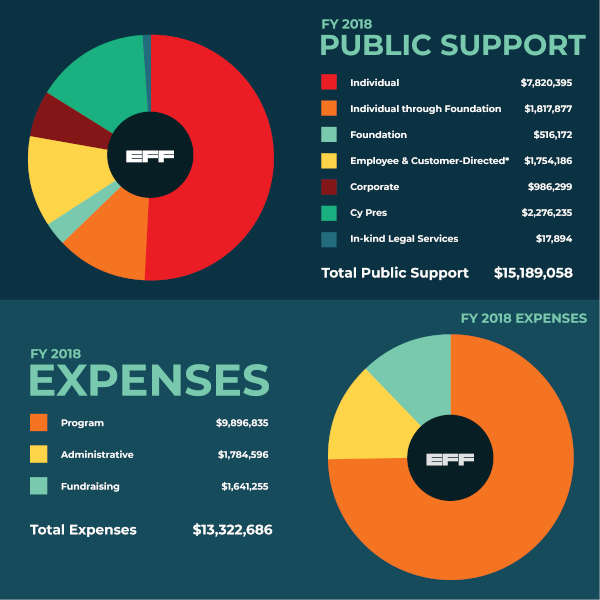 FY 2018
PUBLIC SUPPORT
Individual $7,820,395
Individual through Foundation $1,817,877
Foundation $516,172
Employee & Customer-Directed* $1,754,186
Corporate $986,299
Cy Pres $2,276,235
In-kind Legal Services $17,894
Total Public Support $15,189,058
EFF
FY 2018 EXPENSES
FY 2018
EXPENSES
Program $9,896,835
Administrative $1,784,596
Fundraising $1,641,255
Total Expenses $13,322,686
EFF